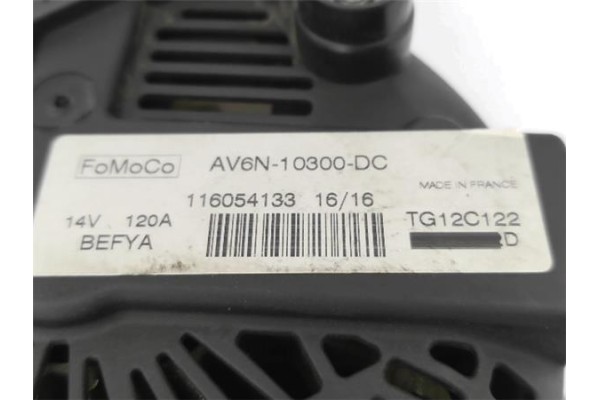 FoMoCo AV6N-10300-DC
116054133 16/16 MADE IN FRANCE
14V 120A TG12C122
BEFYA D